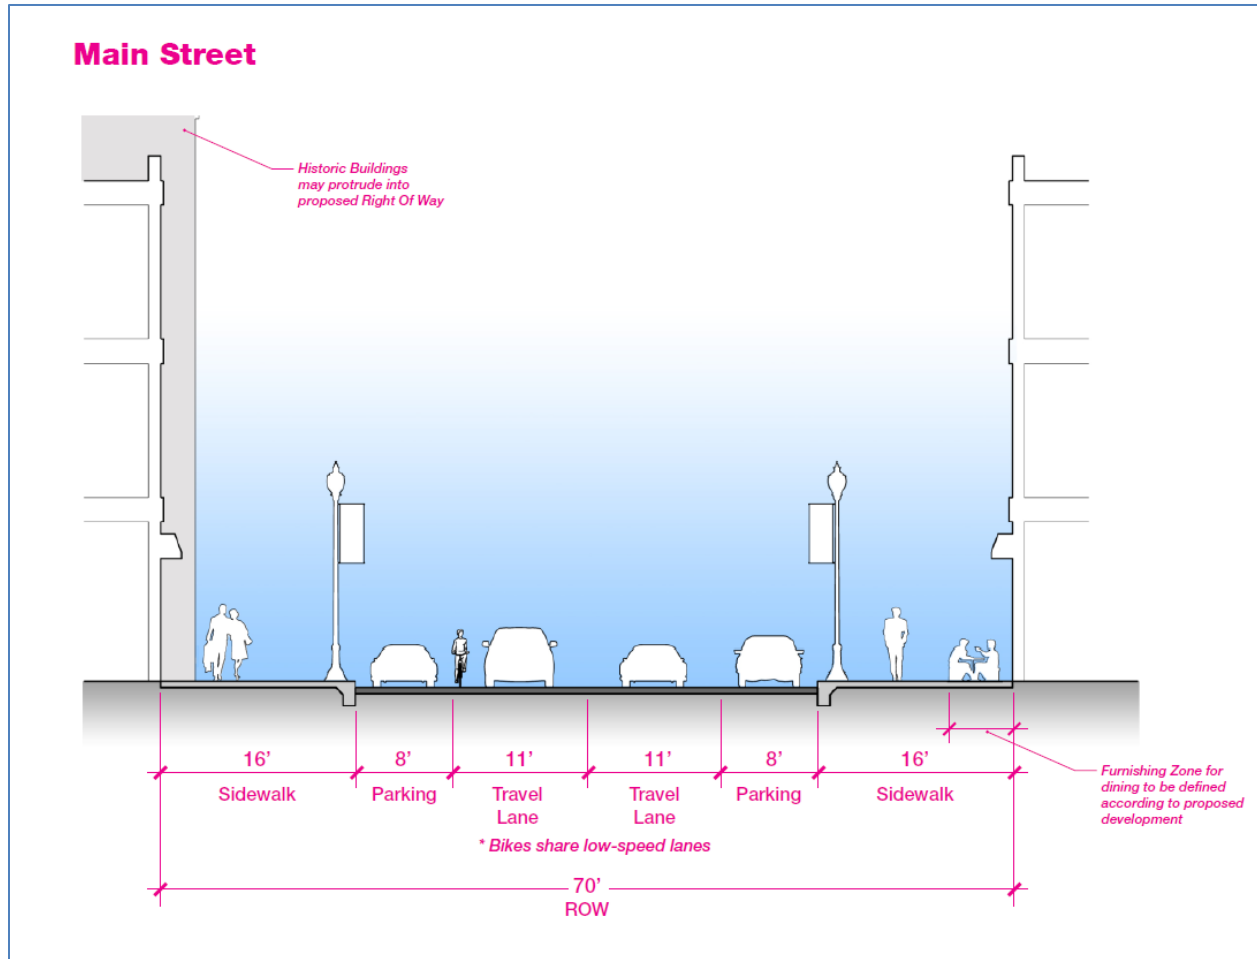 Main Street
Historic Buildings
may protrude into
proposed Right Of Way
16’
8’
11’
11’
8’
16’
Sidewalk
Parking
Travel
Lane
Travel
Lane
Parking
Sidewalk
Furnishing Zone for
dining to be defined
according to proposed
development
* Bikes share low-speed lanes
70’
ROW